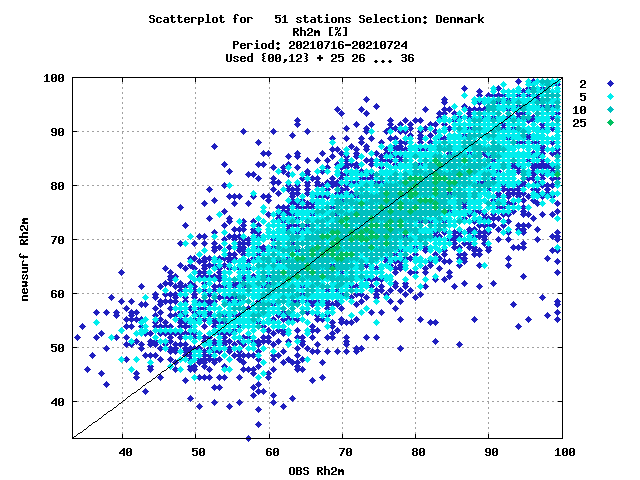 Scatterplot for   51 stations Selection: Denmark
Rh2m [%]
Period: 20210716-20210724
Used {00,12} + 25 26 ... 36
2
5
10
25
100
90
80
70
60
50
40
newsurf Rh2m
40 50 60 70 80 90 100
OBS Rh2m